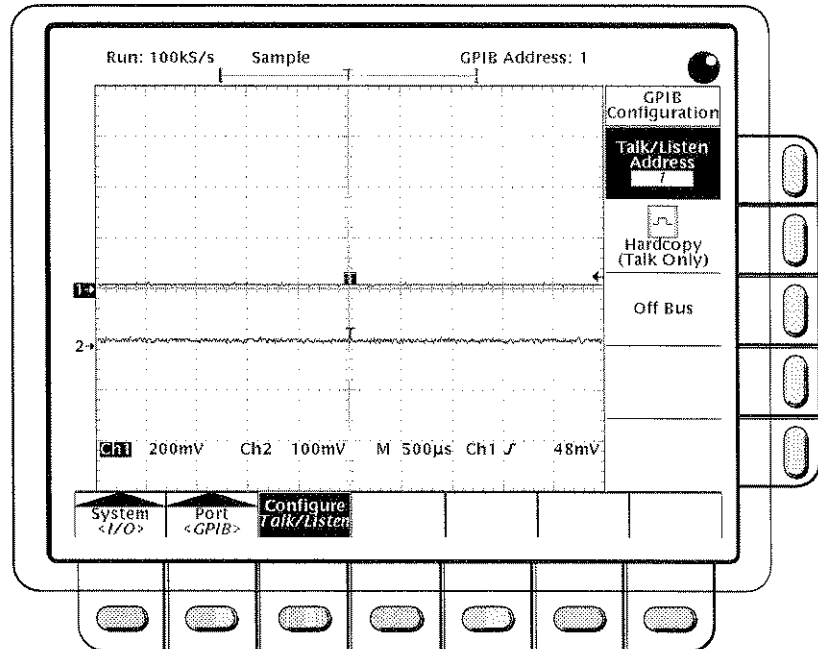 Run: 100kS/s Sample GPIB Address: 1
T
GPIB
Configuration
Talk/Listen
Address
1
Hardcopy
(Talk Only)
Off Bus
1
T
2
Ch1 200mV Ch2 100mV M 500µs Ch1 48mV
System
<I/O>
Port
<GPIB>
Configure
Talk/Listen